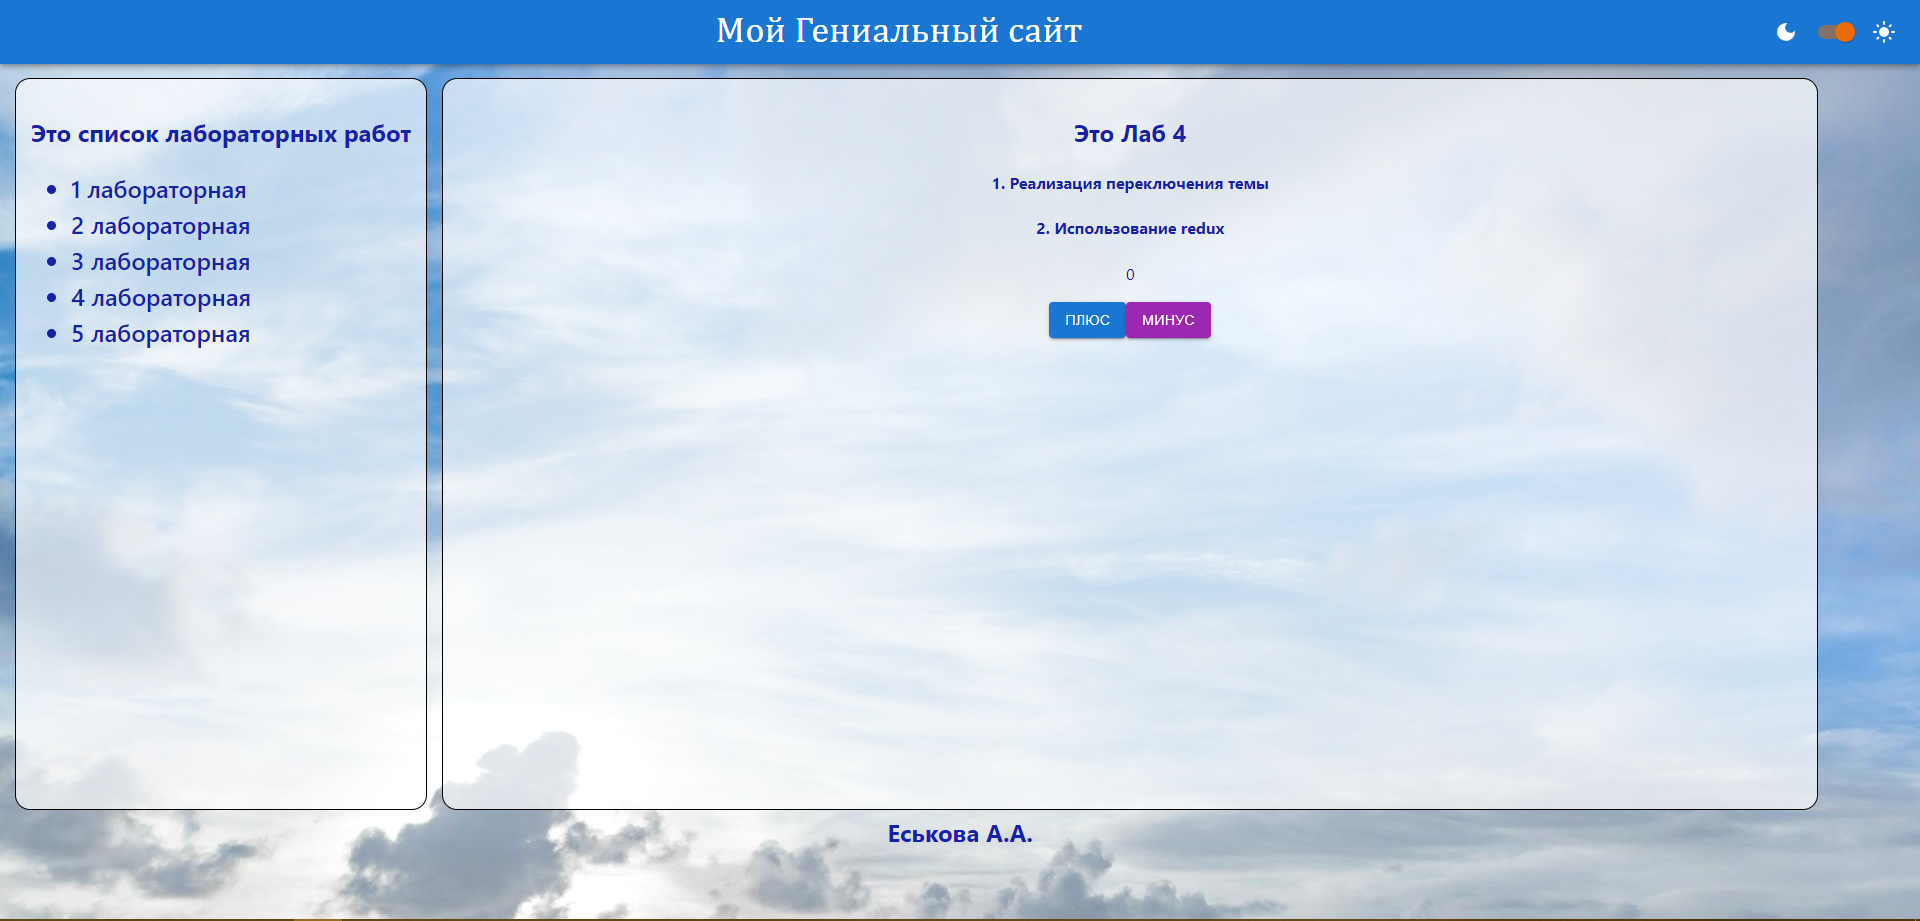 Мой Гениальный сайт
Это список лабораторных работ
1 лабораторная
2 лабораторная
3 лабораторная
4 лабораторная
5 лабораторная
Это Лаб 4
1. Реализация переключения темы
2. Использование redux
0
ПЛЮС МИНУС
Еськова А.А.